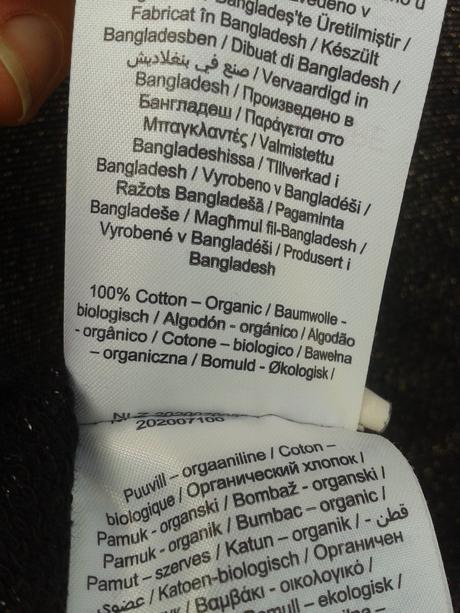 Bangladeş'te Üretilmiştir /
Fabricat în Bangladesh / Készült
Bangladesben / Dibuat di Bangladesh /
صنع في بنغلاديش / Vervaardigd in
Bangladesh / Произведено в
Бангладеш / Παράγεται στο
Μπαγκλαντές / Valmistettu
Bangladeshissa / Tillverkad i
Bangladesh / Vyrobeno v Bangladéši /
Ražots Bangladešā / Pagaminta
Bangladeše / Magħmul fil-Bangladesh /
Vyrobené v Bangladéši / Produsert i
Bangladesh
100% Cotton – Organic / Baumwolle -
biologisch / Algodón - orgánico / Algodão
- orgânico / Cotone – biologico / Bawełna
– organiczna / Bomuld - Økologisk /
202007100
Puuvill – orgaaniline / Coton –
biologique / Органический хлопок /
Pamuk - organski / Bombaž - organski /
Pamuk - organik / Bumbac – organic /
Pamut – szerves / Katun – organik / قطن -
عضوي / Katoen-biologisch / Органичен
/ Βαμβάκι - οικολογικό /
- ekologisk /